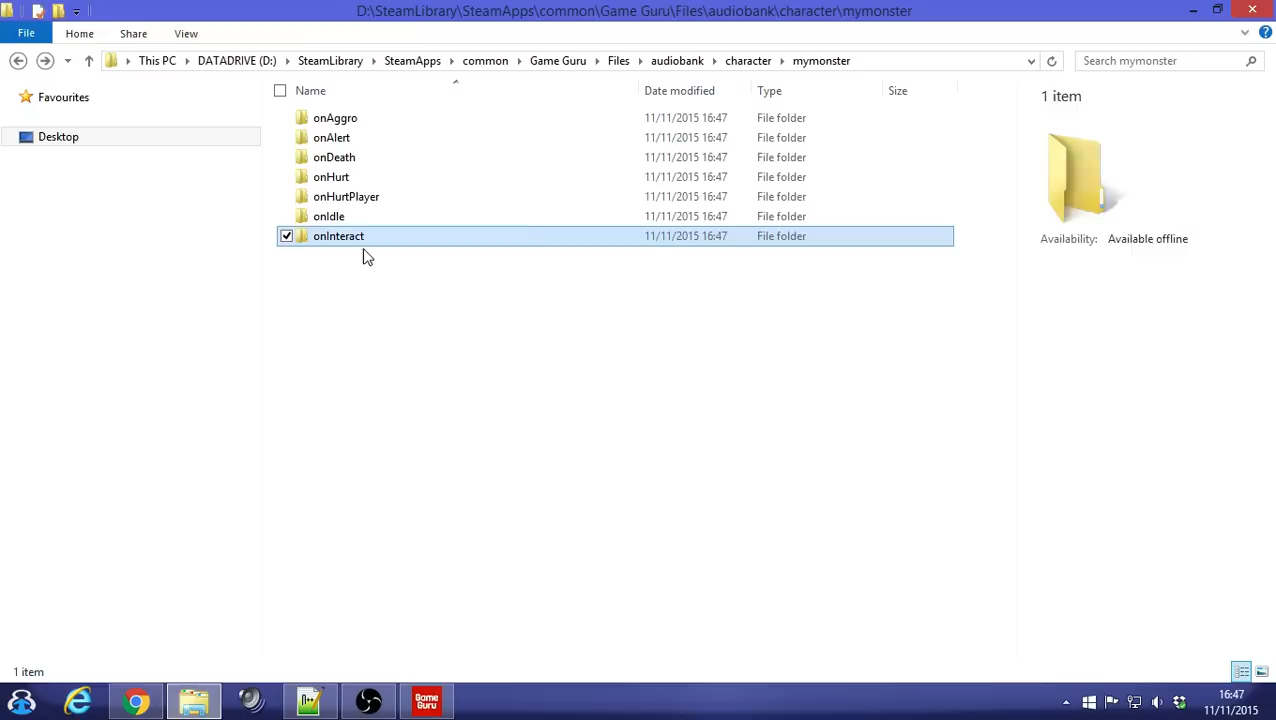 D:\SteamLibrary\SteamApps\common\Game Guru\Files\audiobank\character\mymonster
File Home Share View
This PC DATADRIVE (D:) SteamLibrary SteamApps common Game Guru Files audiobank character mymonster Search mymonster
Favourites
Desktop
Name Date modified Type Size
onAggro 11/11/2015 16:47 File folder
onAlert 11/11/2015 16:47 File folder
onDeath 11/11/2015 16:47 File folder
onHurt 11/11/2015 16:47 File folder
onHurtPlayer 11/11/2015 16:47 File folder
onIdle 11/11/2015 16:47 File folder
onInteract 11/11/2015 16:47 File folder
1 item
Availability: Available offline
1 item
Game
Guru
16:47
11/11/2015